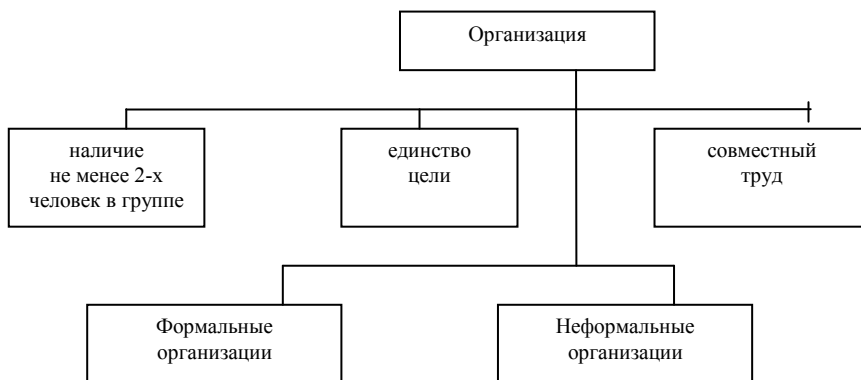 Организация
наличие
не менее 2-х
человек в группе
единство
цели
совместный
труд
Формальные
организации
Неформальные
организации